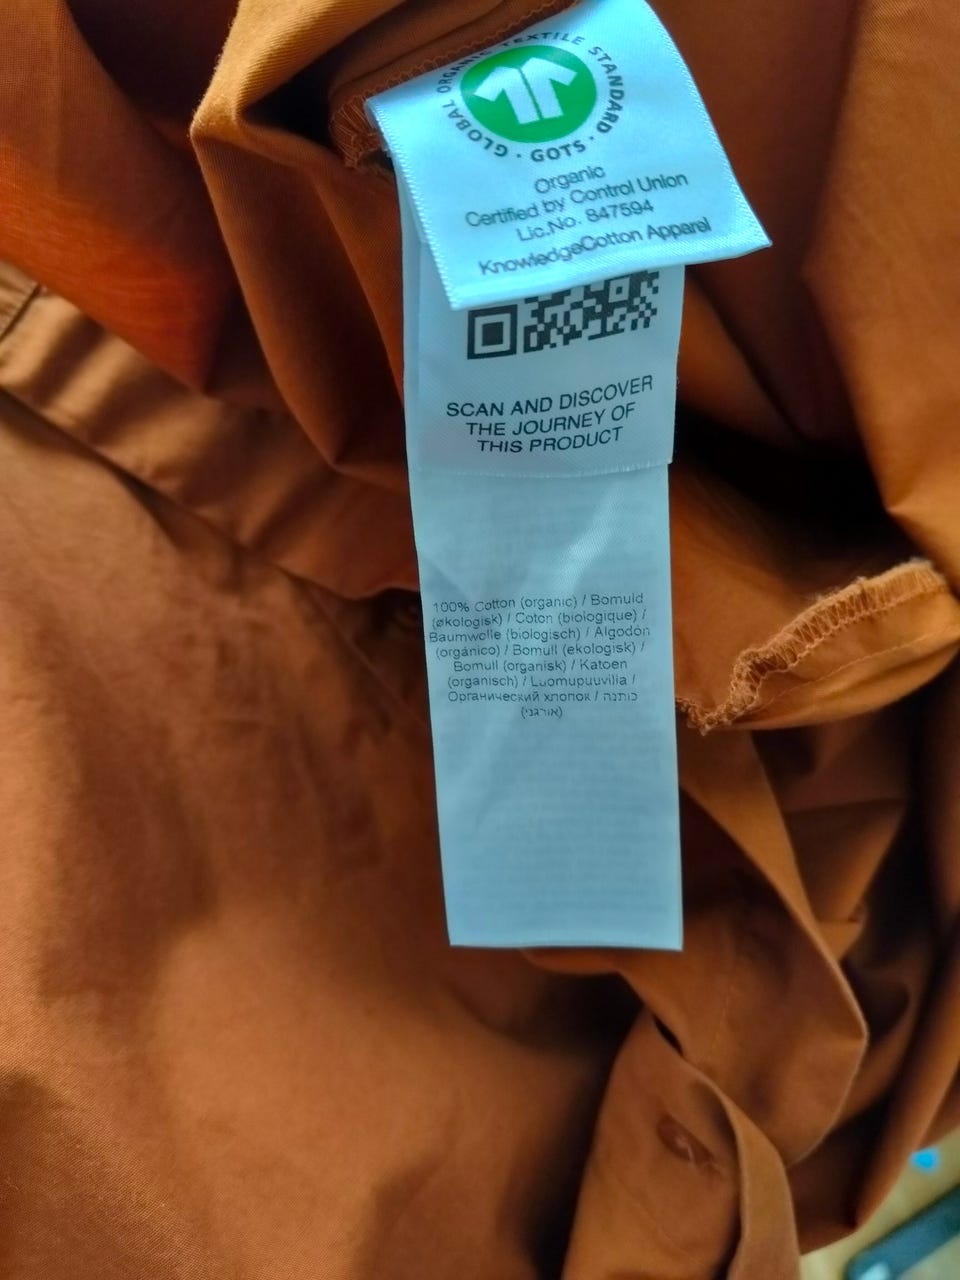 GLOBAL ORGANIC TEXTILE STANDARD · GOTS ·
Organic
Certified by Control Union
Lic.No. 847594
KnowledgeCotton Apparel
SCAN AND DISCOVER
THE JOURNEY OF
THIS PRODUCT
100% Cotton (organic) / Bomuld
(økologisk) / Coton (biologique) /
Baumwolle (biologisch) / Algodón
(orgánico) / Bomull (ekologisk) /
Bomull (organisk) / Katoen
(organisch) / Luomupuuvilla /
Органический хлопок / כותנה
(אורגני)